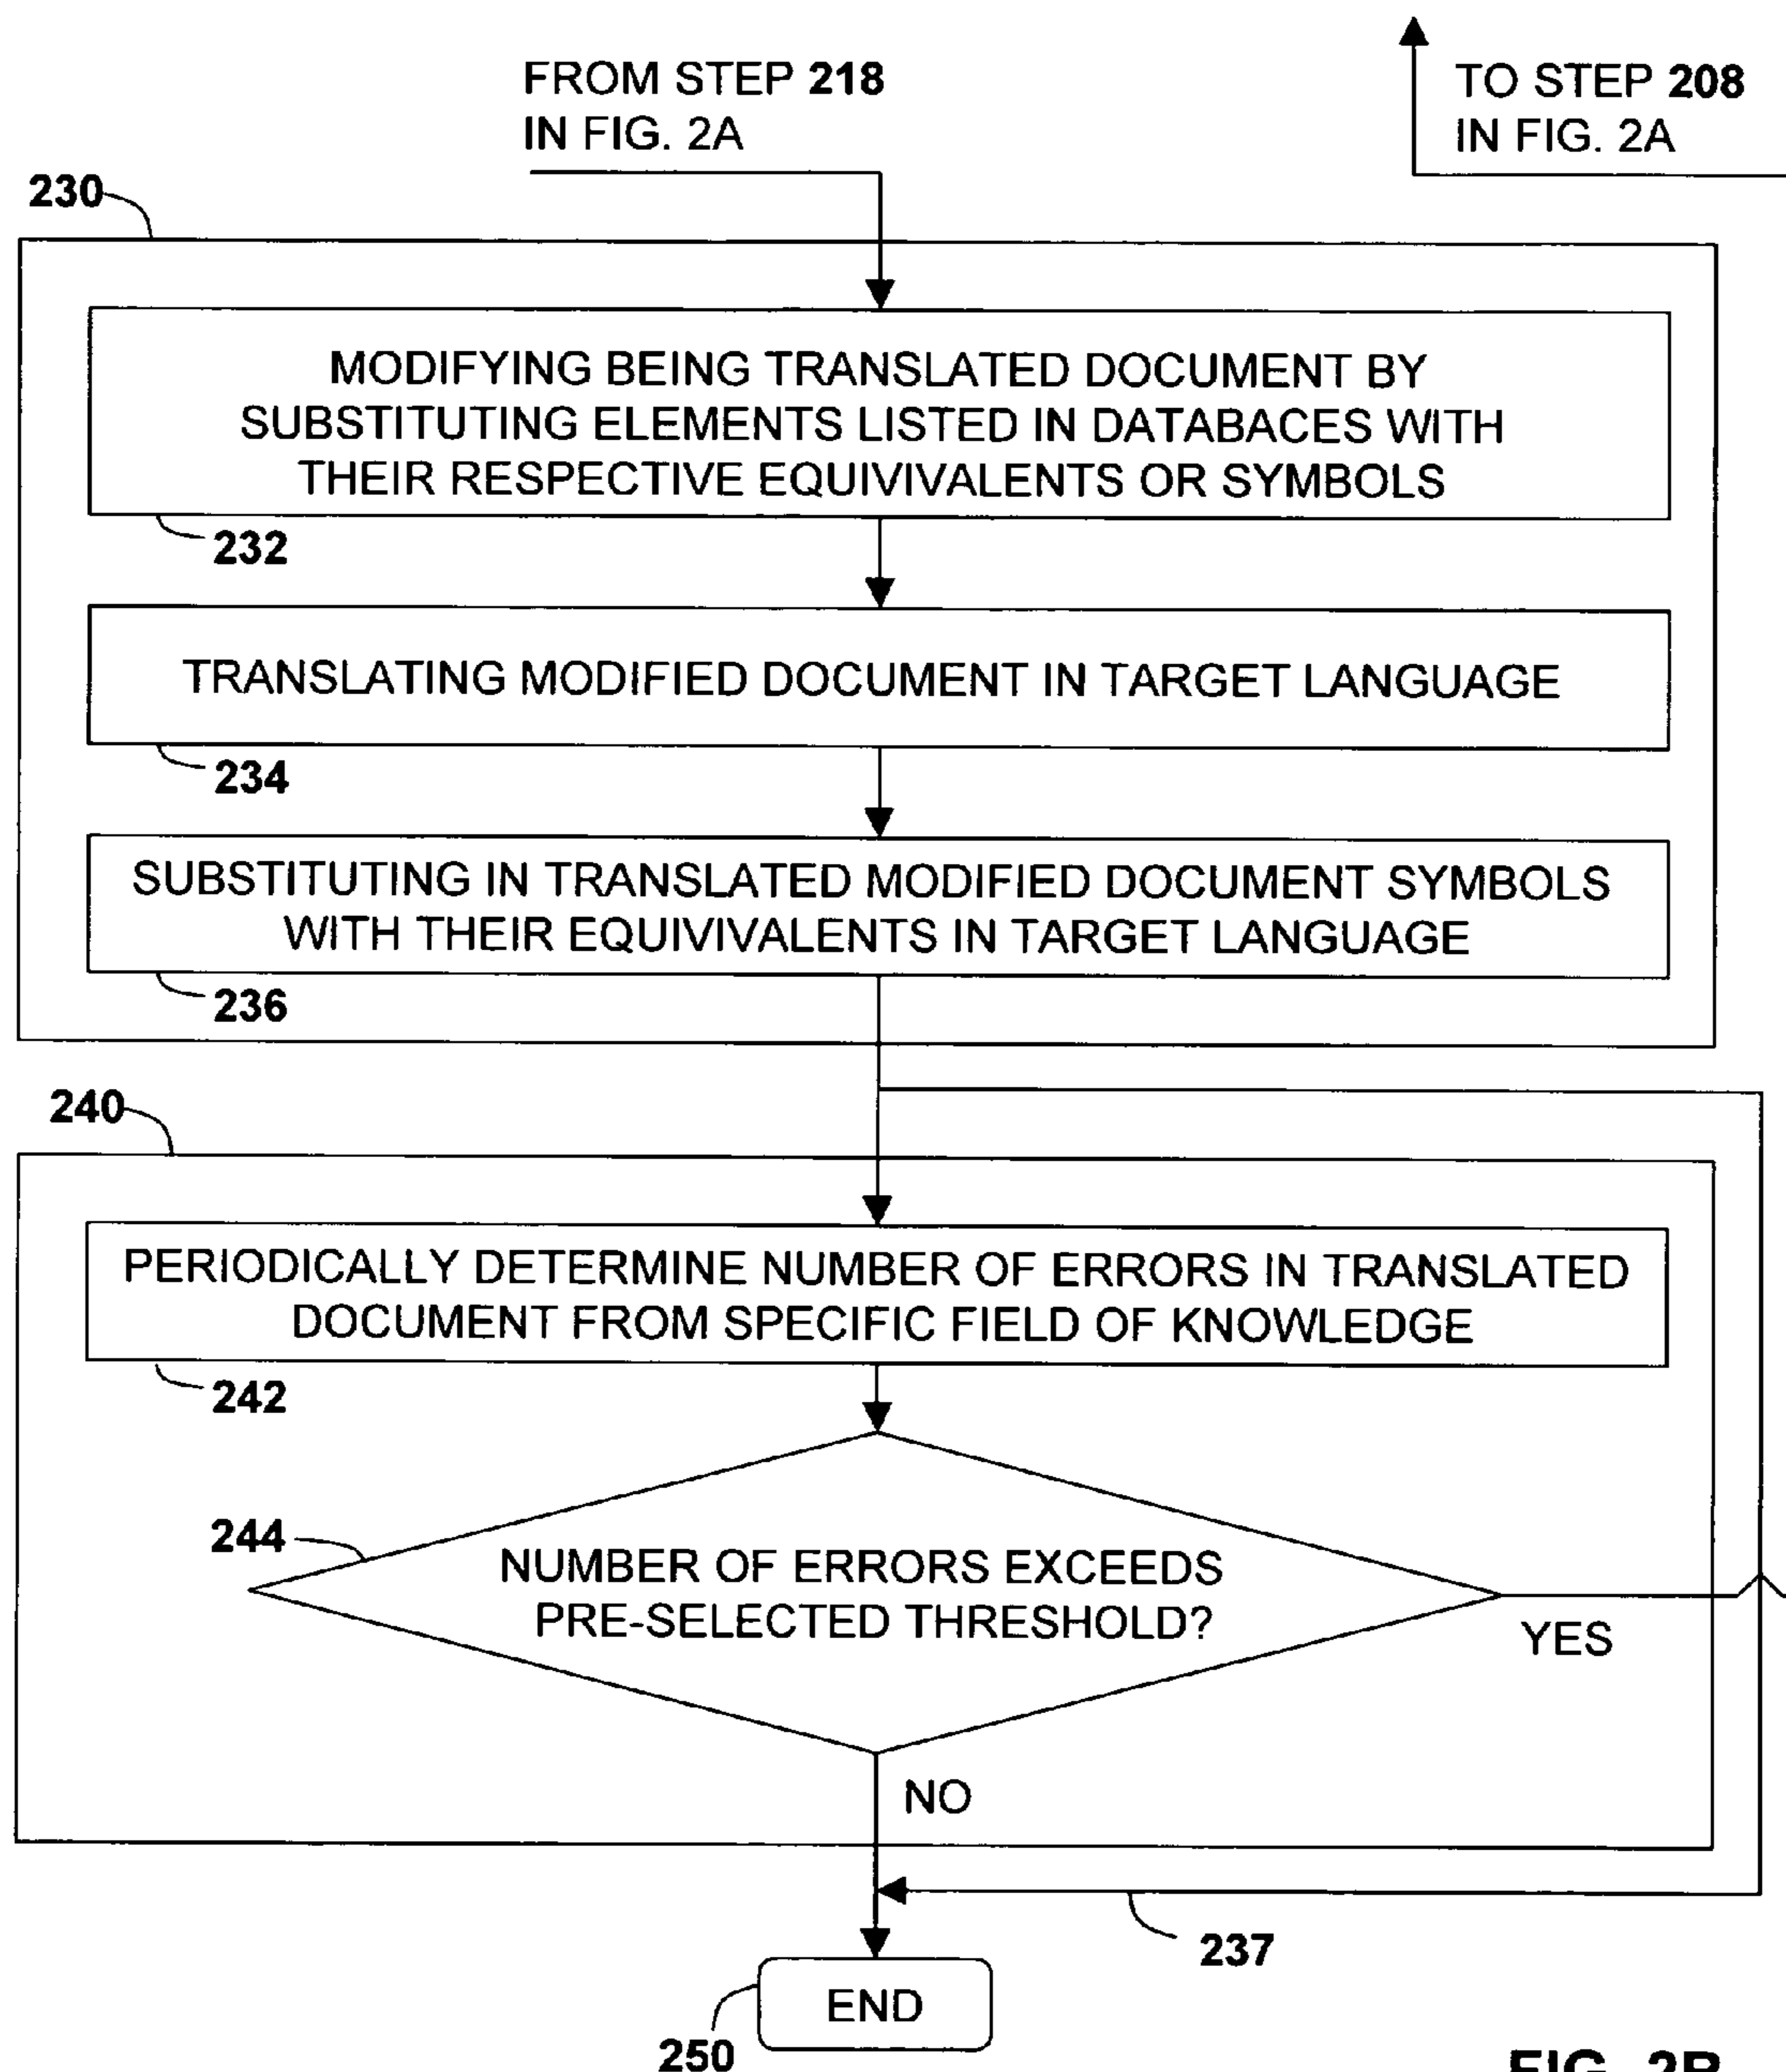 FROM STEP 218
IN FIG. 2A
TO STEP 208
IN FIG. 2A
230
MODIFYING BEING TRANSLATED DOCUMENT BY
SUBSTITUTING ELEMENTS LISTED IN DATABACES WITH
THEIR RESPECTIVE EQUIVIVALENTS OR SYMBOLS
232
TRANSLATING MODIFIED DOCUMENT IN TARGET LANGUAGE
234
SUBSTITUTING IN TRANSLATED MODIFIED DOCUMENT SYMBOLS
WITH THEIR EQUIVIVALENTS IN TARGET LANGUAGE
236
240
PERIODICALLY DETERMINE NUMBER OF ERRORS IN TRANSLATED
DOCUMENT FROM SPECIFIC FIELD OF KNOWLEDGE
242
244
NUMBER OF ERRORS EXCEEDS
PRE-SELECTED THRESHOLD?
YES
NO
237
END
250
FIG. 2B